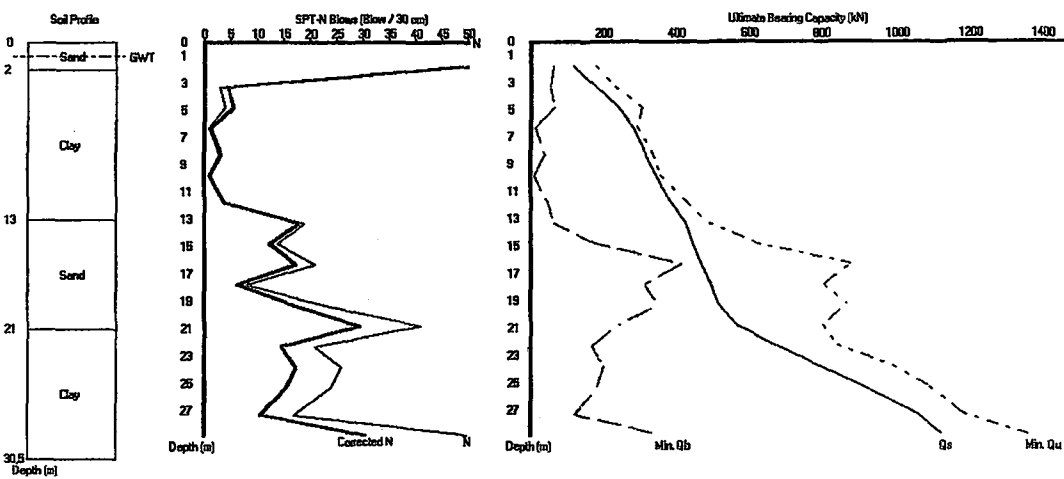 Soil Profile
SPT-N Blows (Blow / 30 cm)
Ultimate Bearing Capacity (kN)
0 5 10 15 20 25 30 35 40 45 50 N
200 400 600 800 1000 1200 1400
0
Sand
GWT
2
Clay
13
Sand
21
Clay
30,5
Depth (m)
0
1
3
5
7
9
11
13
15
17
19
21
23
25
27
Depth (m)
Corrected N
N
0
1
3
5
7
9
11
13
15
17
19
21
23
25
27
Depth (m)
Min. Qb
Qs
Min. Qu